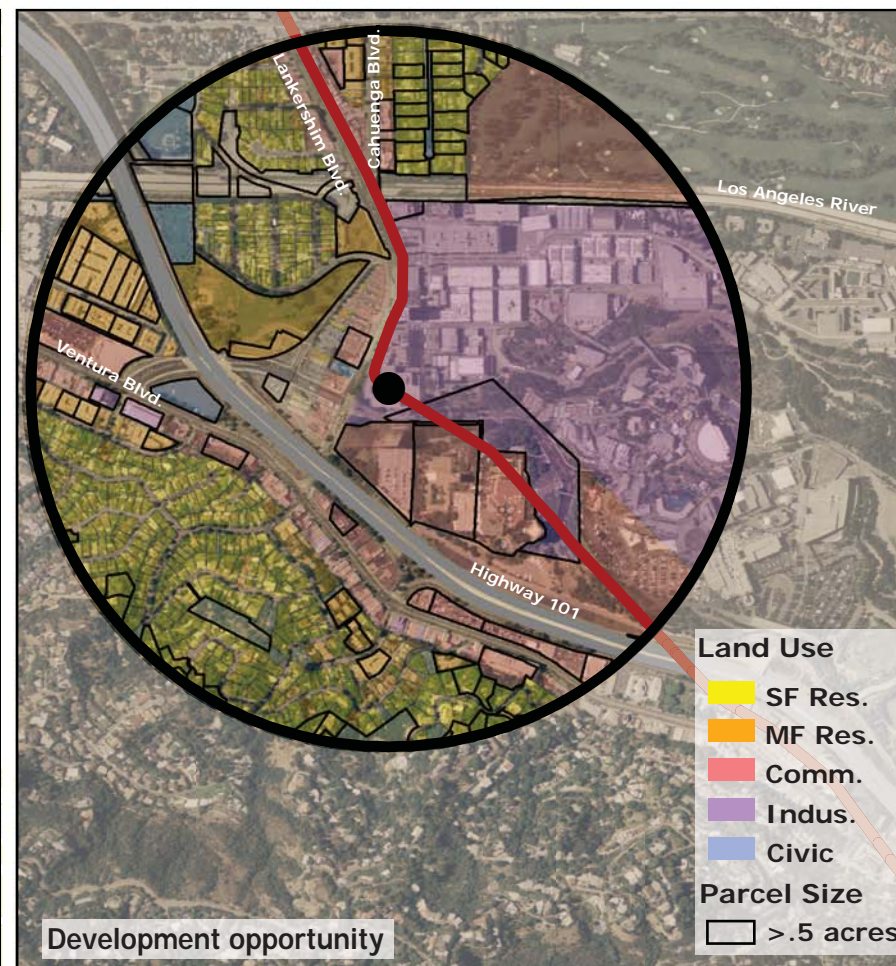 Lankershim Blvd.
Cahuenga Blvd.
Los Angeles River
Ventura Blvd.
Highway 101
Land Use
SF Res.
MF Res.
Comm.
Indus.
Civic
Parcel Size
>.5 acres
Development opportunity